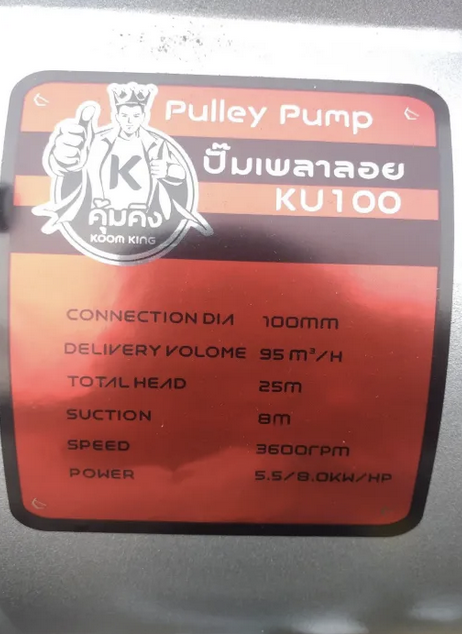 Pulley Pump
ปั๊มเพลาลอย
KU100
K
คุ้มคิง
KOOM KING
CONNECTION DIA 100mm
DELIVERY VOLOME 95 m³/H
TOTAL HEAD 25m
SUCTION 8m
SPEED 3600rpm
POWER 5.5/8.0KW/HP